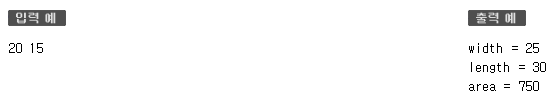 입력 예
출력 예
20 15
width = 25
length = 30
area = 750